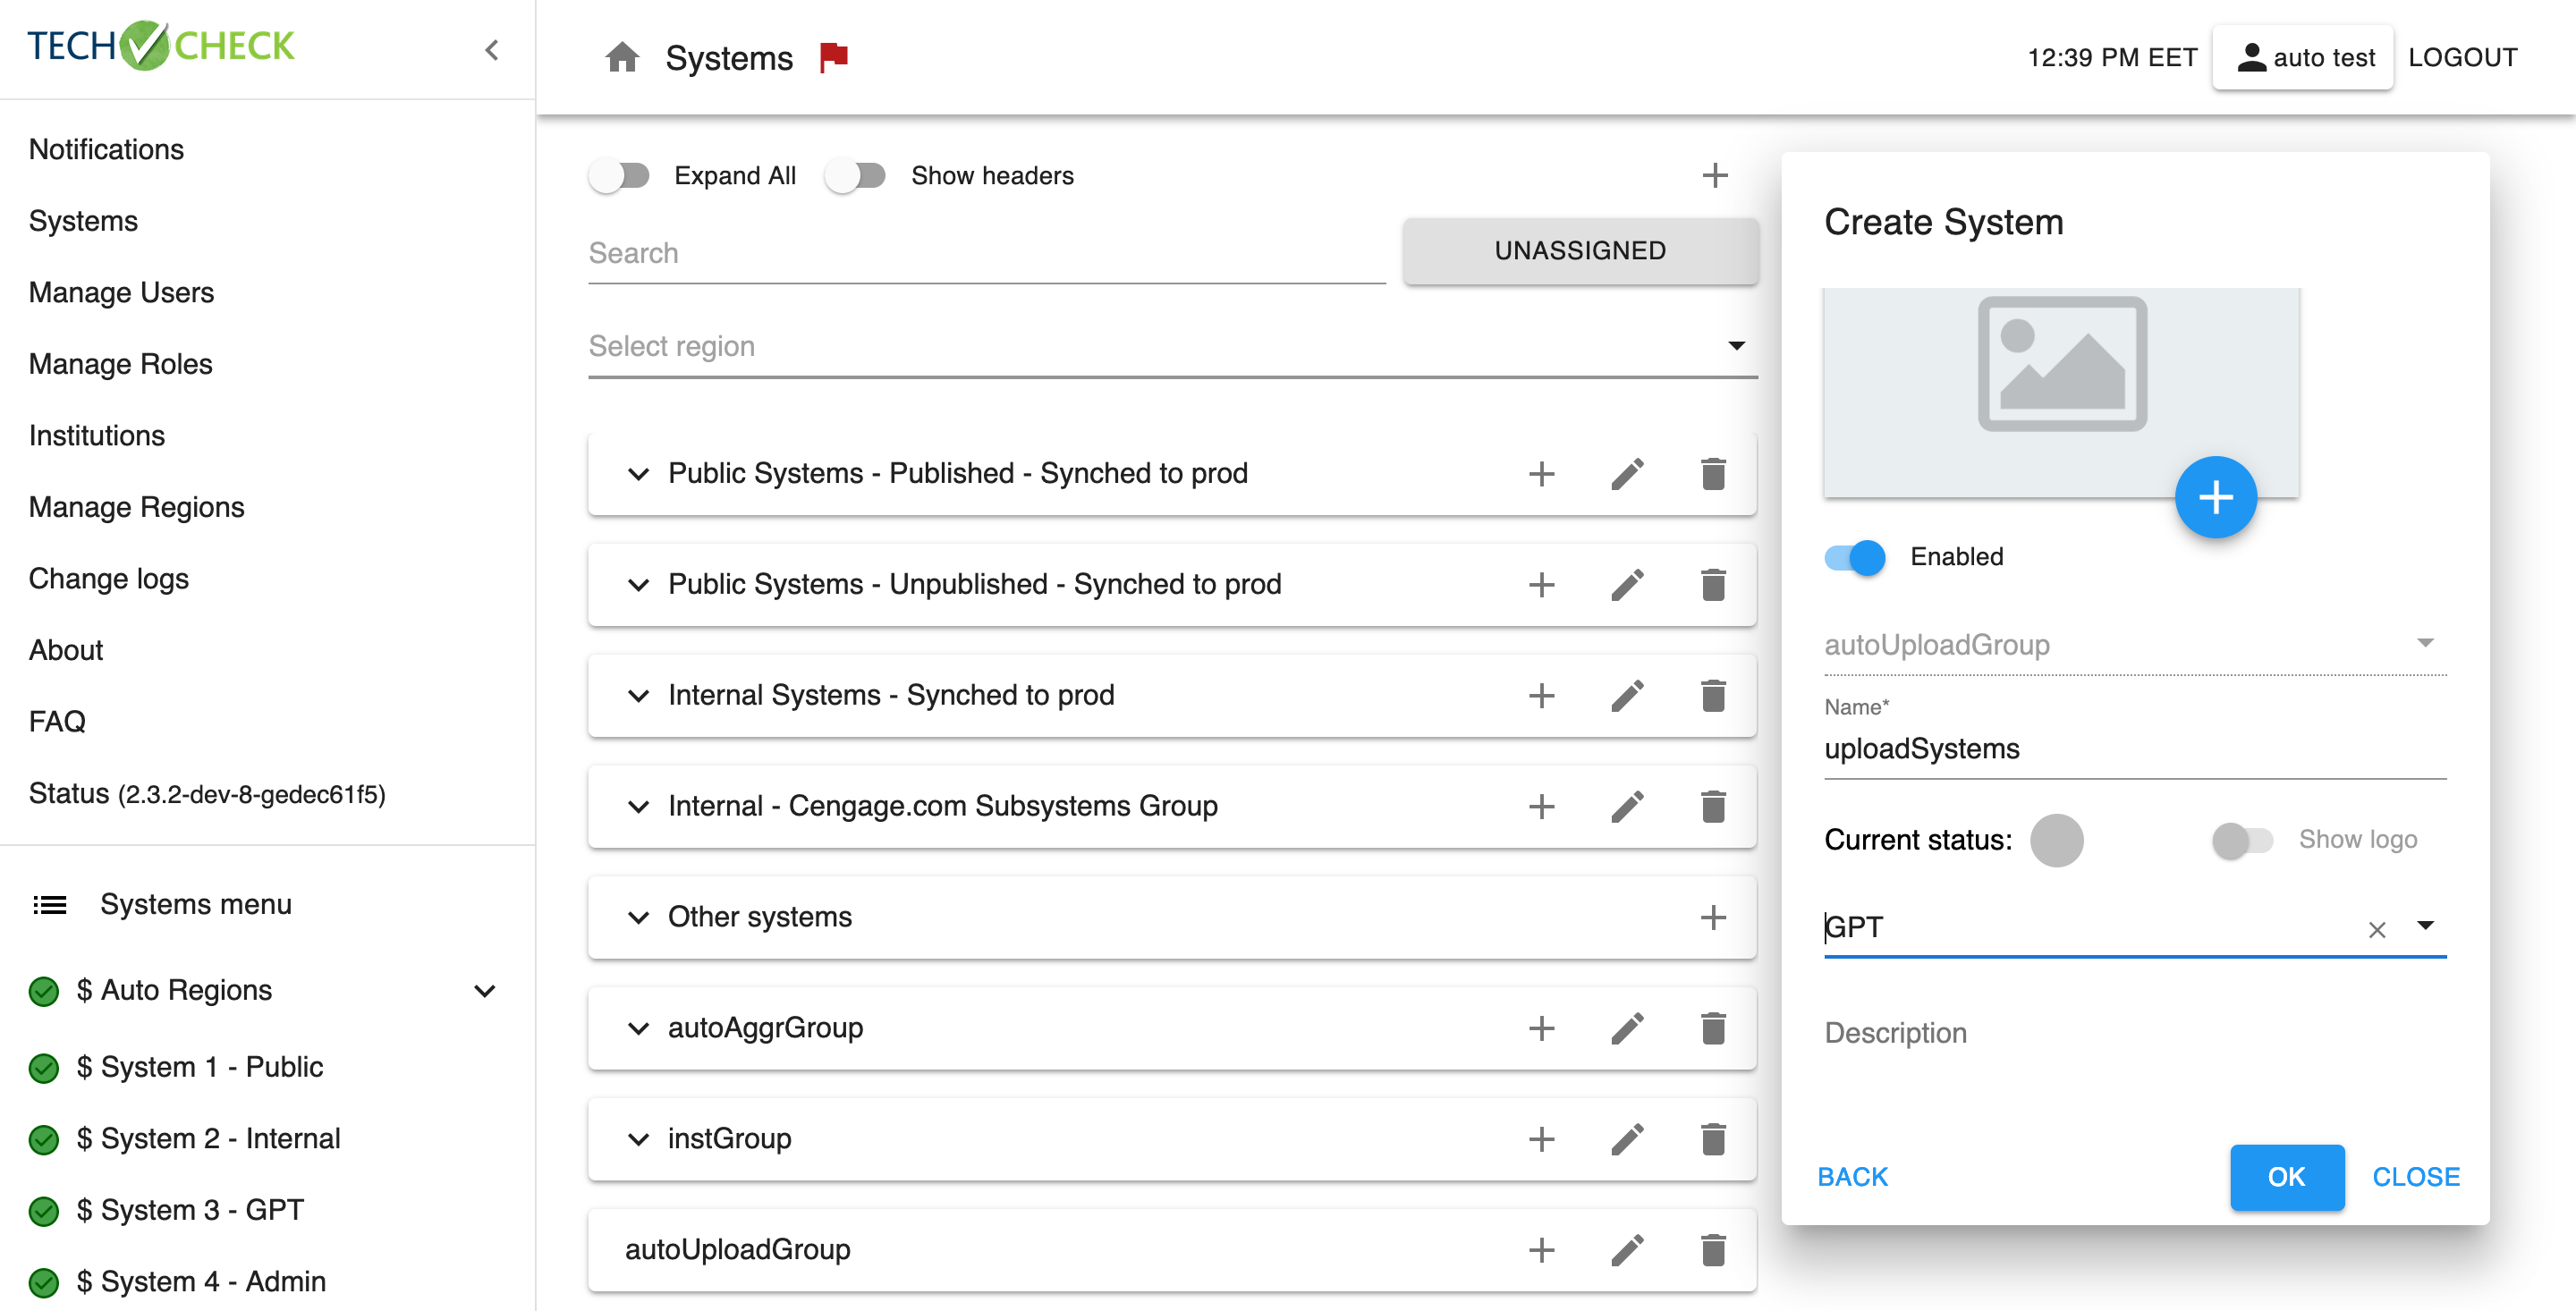 TECH CHECK
Notifications
Systems
Manage Users
Manage Roles
Institutions
Manage Regions
Change logs
About
FAQ
Status (2.3.2-dev-8-gedec61f5)
Systems menu
$ Auto Regions
$ System 1 - Public
$ System 2 - Internal
$ System 3 - GPT
$ System 4 - Admin
Systems
12:39 PM EET
auto test
LOGOUT
Expand All
Show headers
Search
UNASSIGNED
Select region
Public Systems - Published - Synched to prod
Public Systems - Unpublished - Synched to prod
Internal Systems - Synched to prod
Internal - Cengage.com Subsystems Group
Other systems
autoAggrGroup
instGroup
autoUploadGroup
Create System
Enabled
autoUploadGroup
Name*
uploadSystems
Current status:
Show logo
GPT
Description
BACK
OK
CLOSE